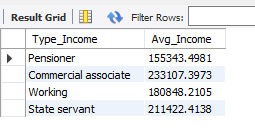 Result Grid Filter Rows:
Type_Income Avg_Income
Pensioner 155343.4981
Commercial associate 233107.3973
Working 180848.2105
State servant 211422.4138